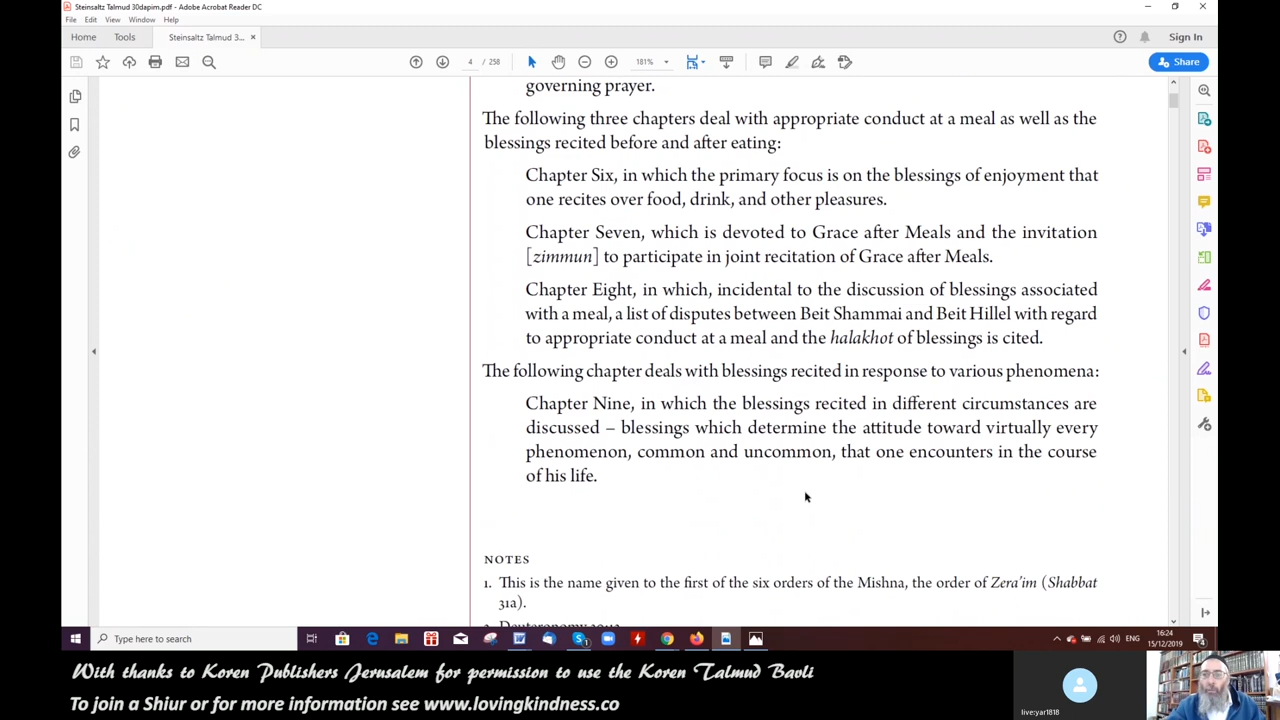 Steinsaltz Talmud 30dapim.pdf - Adobe Acrobat Reader DC
File Edit View Window Help
Home Tools Steinsaltz Talmud 3... × Sign In
4 / 258 181% Share
governing prayer.
The following three chapters deal with appropriate conduct at a meal as well as the
blessings recited before and after eating:
Chapter Six, in which the primary focus is on the blessings of enjoyment that
one recites over food, drink, and other pleasures.
Chapter Seven, which is devoted to Grace after Meals and the invitation
[zimmun] to participate in joint recitation of Grace after Meals.
Chapter Eight, in which, incidental to the discussion of blessings associated
with a meal, a list of disputes between Beit Shammai and Beit Hillel with regard
to appropriate conduct at a meal and the halakhot of blessings is cited.
The following chapter deals with blessings recited in response to various phenomena:
Chapter Nine, in which the blessings recited in different circumstances are
discussed – blessings which determine the attitude toward virtually every
phenomenon, common and uncommon, that one encounters in the course
of his life.
NOTES
1. This is the name given to the first of the six orders of the Mishna, the order of Zera'im (Shabbat
31a).
Type here to search
ENG
16:24
15/12/2019
With thanks to Koren Publishers Jerusalem for permission to use the Koren Talmud Bavli
To join a Shiur or for more information see www.lovingkindness.co
live:yar1818